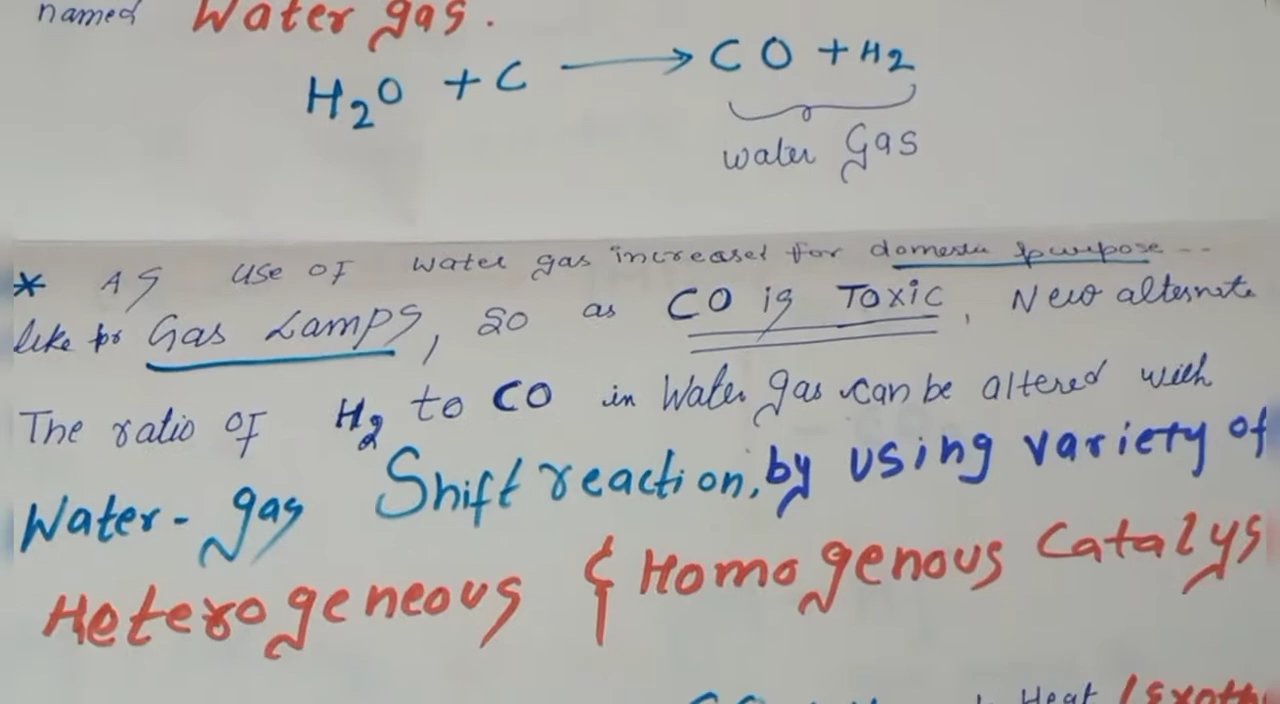 named Water gas.
H2O + C ⟶ CO + H2
water Gas
* As use of water gas increased for domestic purpose --
like for Gas Lamps, so as CO is Toxic, New alternate
The ratio of H2 to CO in Water gas can be altered with
Water-gas Shift reaction, by using variety of
Heterogeneous & Homogenous Catalys
Heat